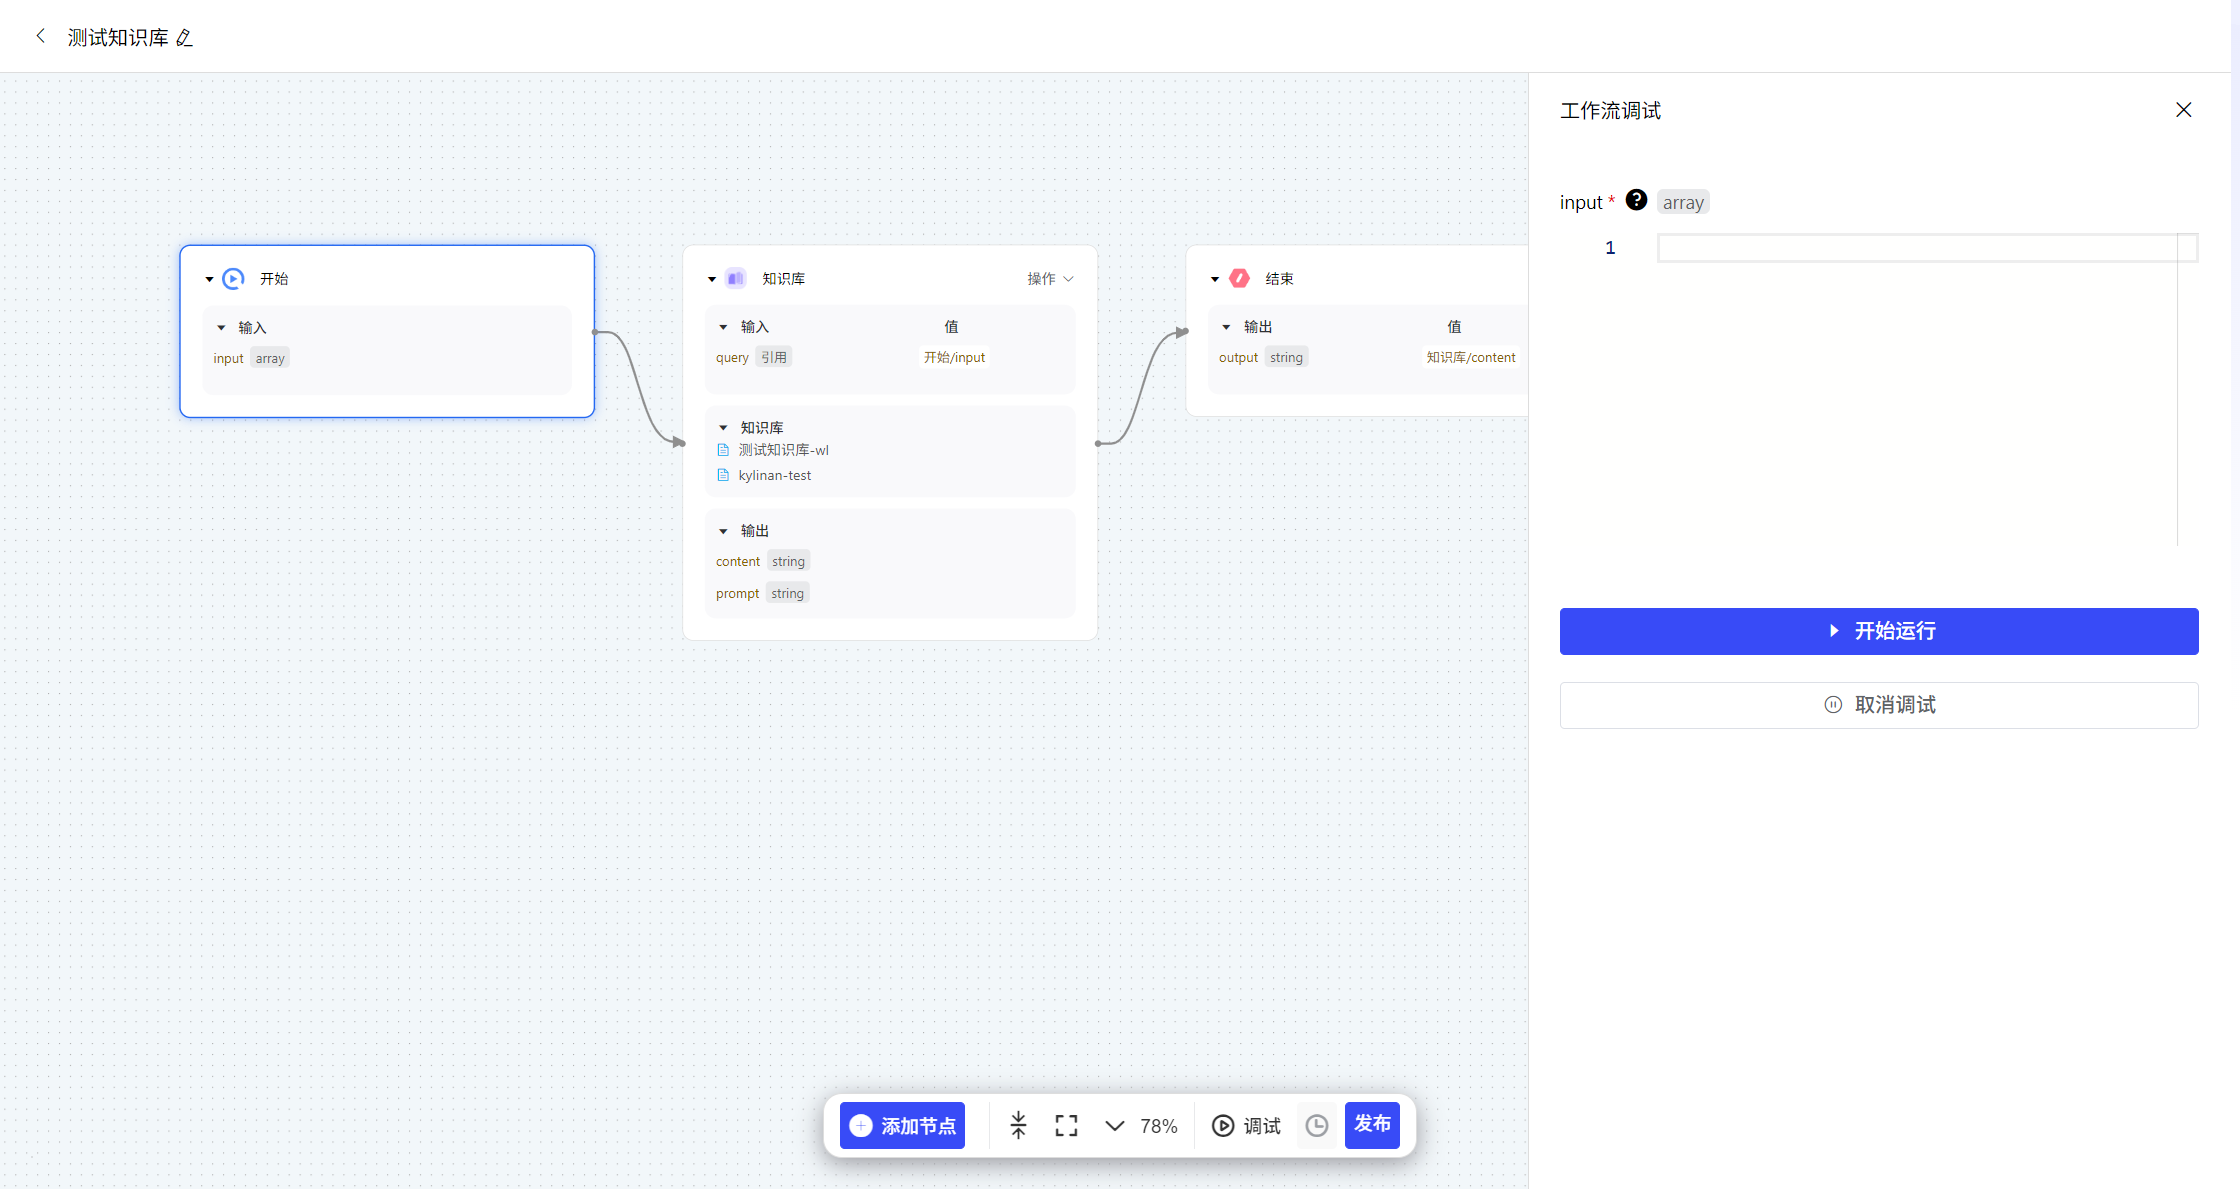 测试知识库
开始
输入
input array
知识库
操作
输入 值
query 引用 开始/input
知识库
测试知识库-wl
kylinan-test
输出
content string
prompt string
结束
输出 值
output string 知识库/content
工作流调试
input * ? array
1
开始运行
取消调试
添加节点
78%
调试
发布